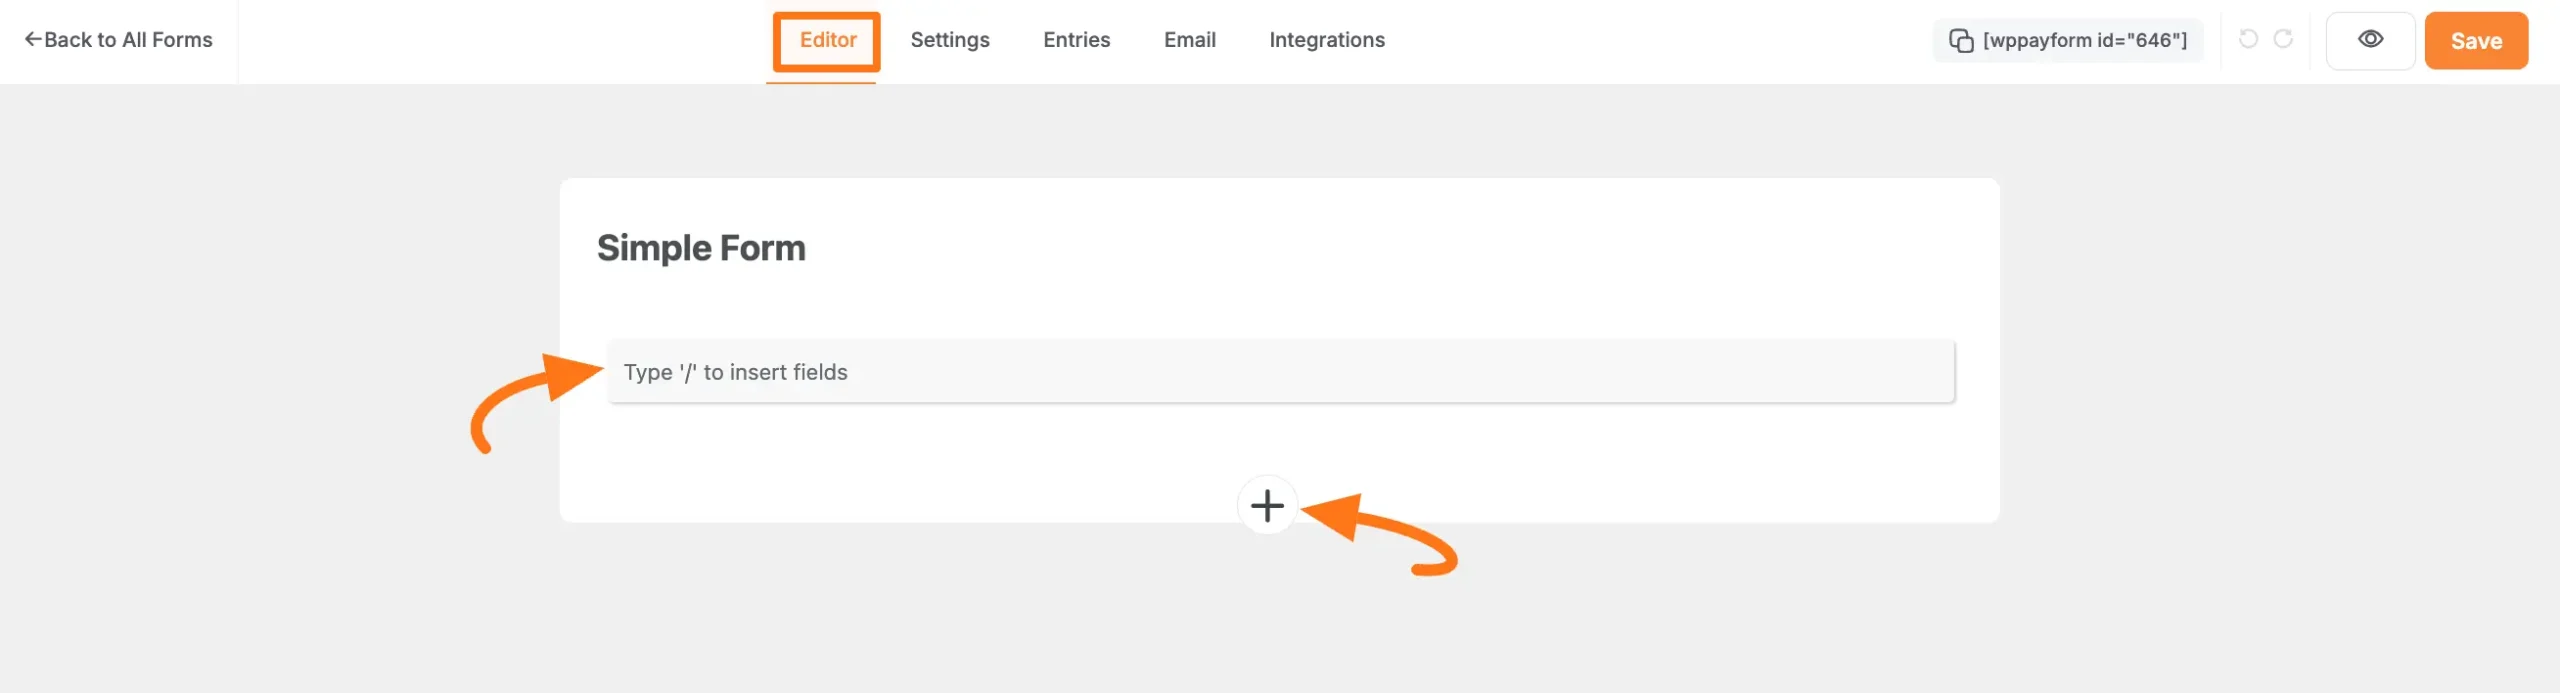 ←Back to All Forms
Editor
Settings
Entries
Email
Integrations
[wppayform id="646"]
Save
Simple Form
Type '/' to insert fields